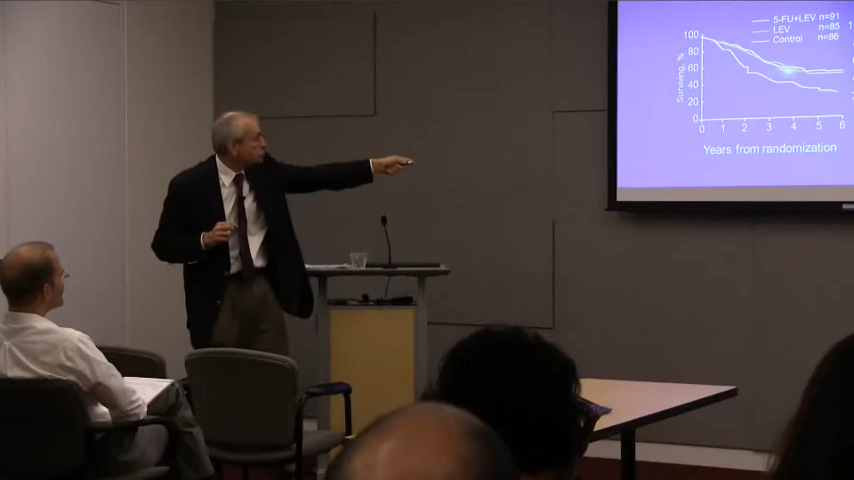 5-FU+LEV n=91
LEV n=85
Control n=86
100
80
60
40
20
0
Surviving, %
0 1 2 3 4 5 6
Years from randomization